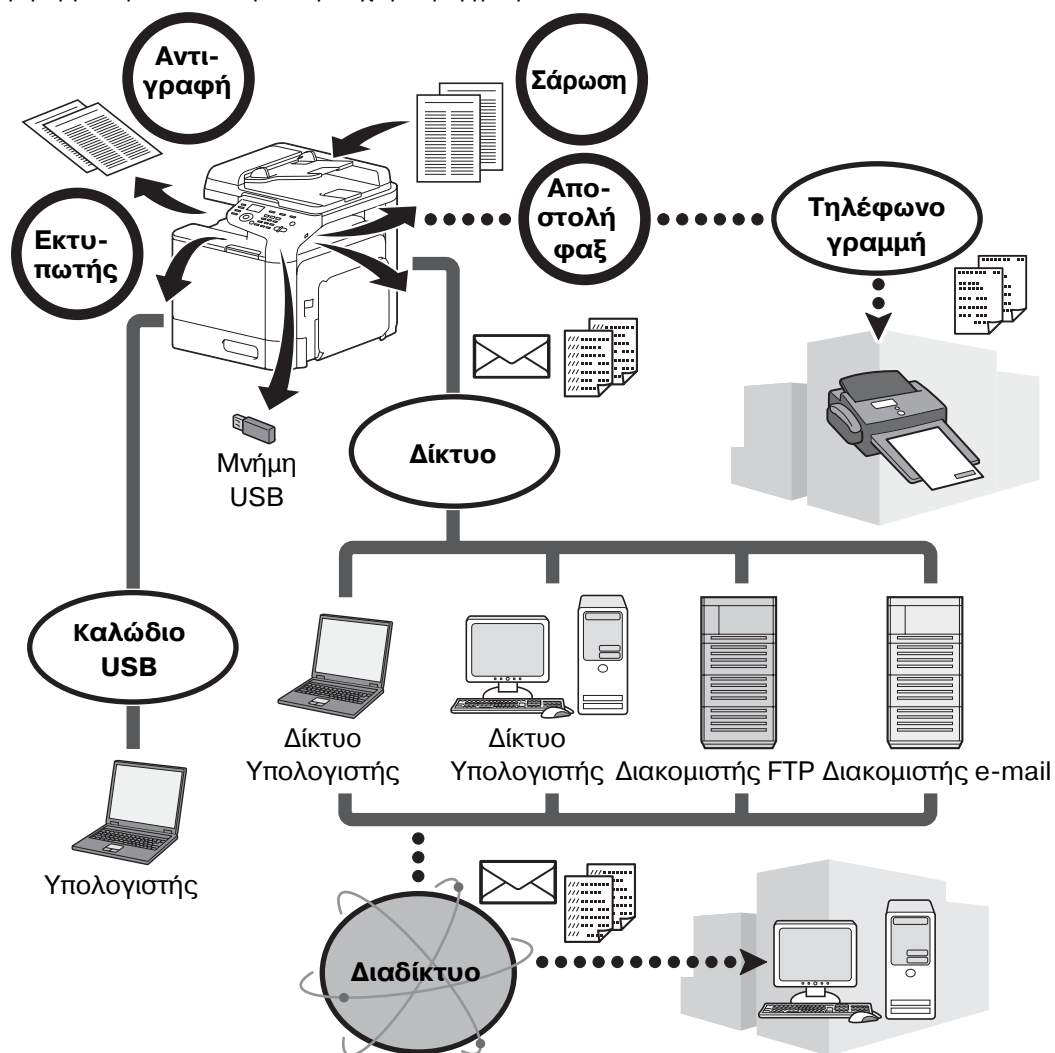 Αντι-
γραφή
Σάρωση
Εκτυ-
πωτής
Απο-
στολή
φαξ
Τηλέφωνο
γραμμή
Μνήμη
USB
Δίκτυο
Καλώδιο
USB
Δίκτυο
Υπολογιστής
Δίκτυο
Υπολογιστής
Διακομιστής FTP
Διακομιστής e-mail
Υπολογιστής
Διαδίκτυο